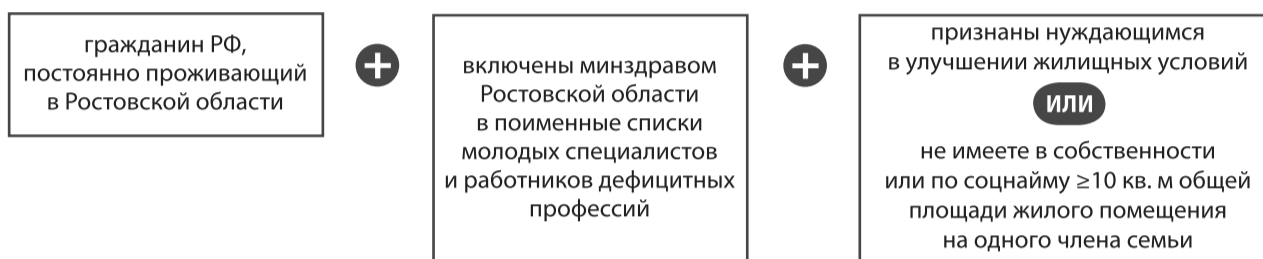 гражданин РФ,
постоянно проживающий
в Ростовской области
+
включены минздравом
Ростовской области
в поименные списки
молодых специалистов
и работников дефицитных
профессий
+
признаны нуждающимся
в улучшении жилищных условий
ИЛИ
не имеете в собственности
или по соцнайму ≥10 кв. м общей
площади жилого помещения
на одного члена семьи